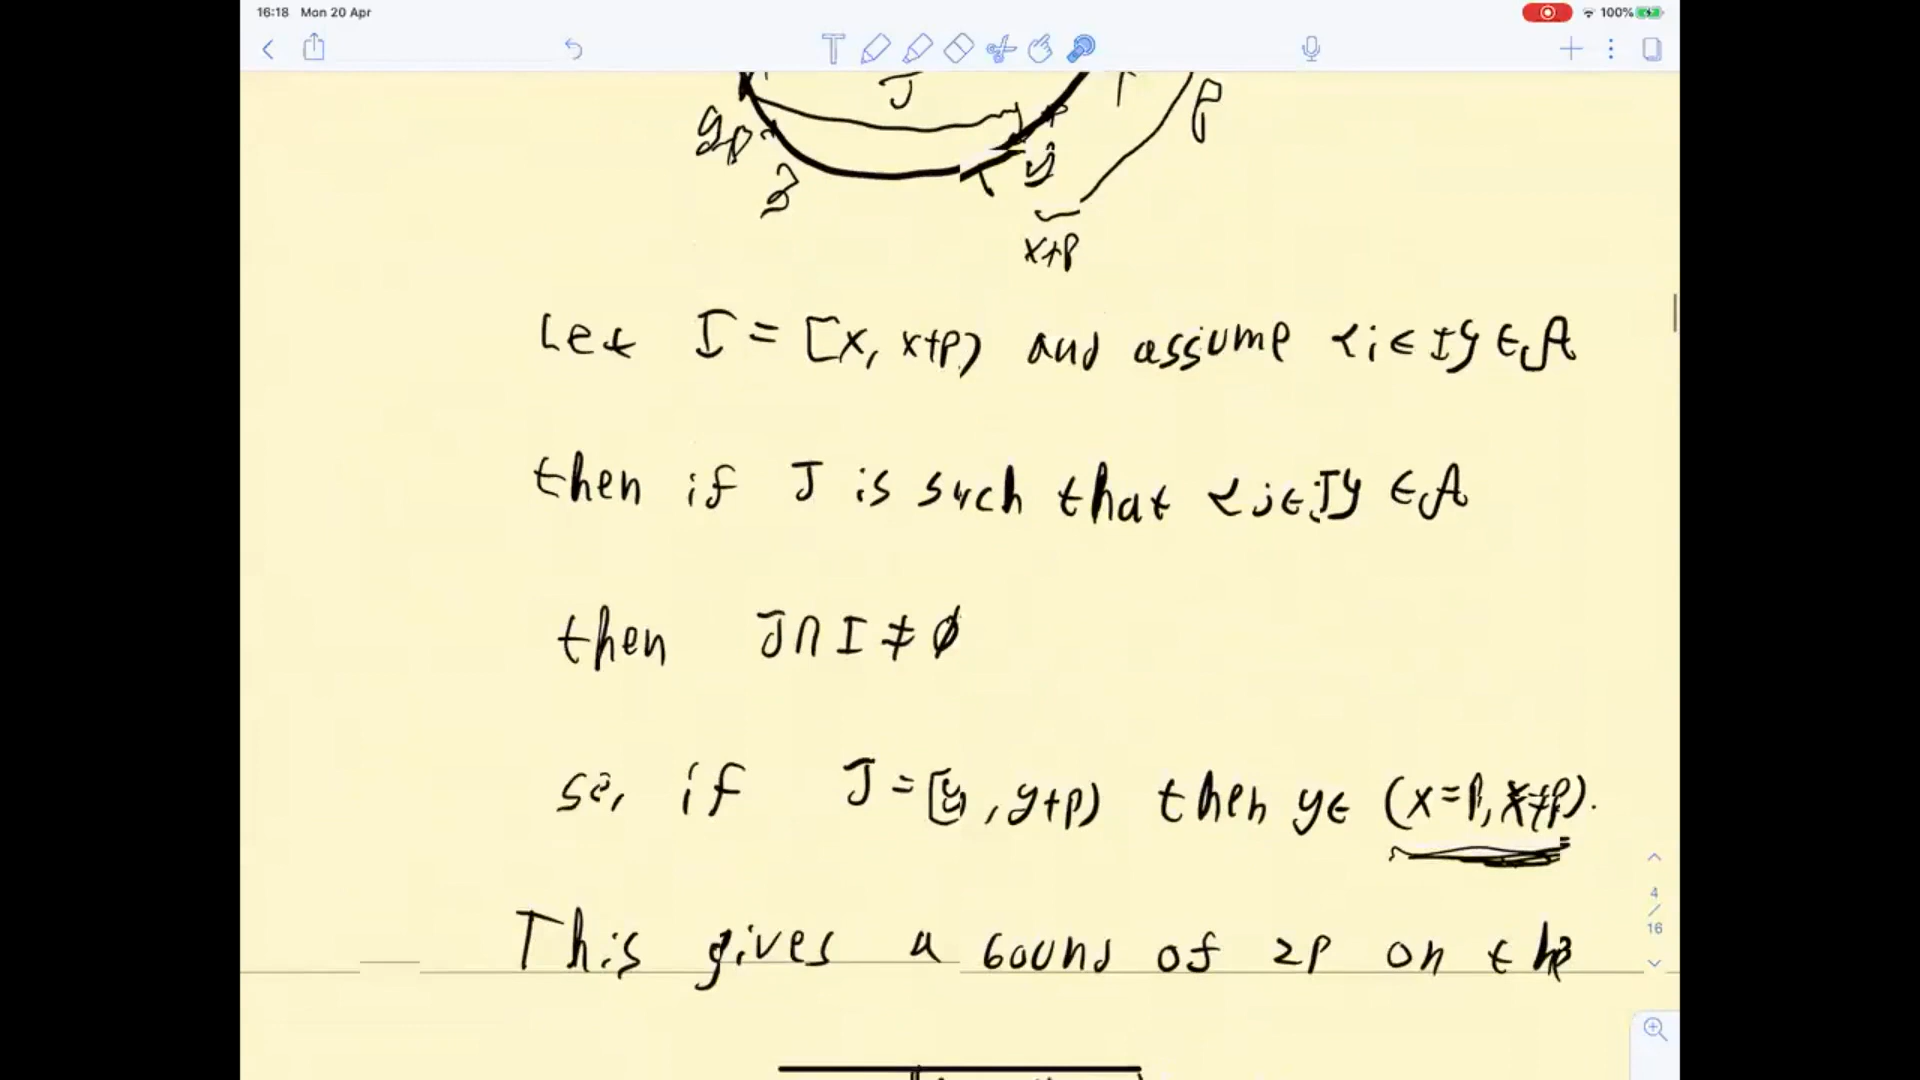 16:18 Mon 20 Apr
100%
J
P
2p
y
z
x+p
Let I = [x, x+p) and assume {i ∈ I} ∈ A
then if J is such that {j ∈ J} ∈ A
then J ∩ I ≠ ∅
so, if J = [y, y+p) then y ∈ (x-p, x+p).
This gives a bound of 2p on the
4
/
16